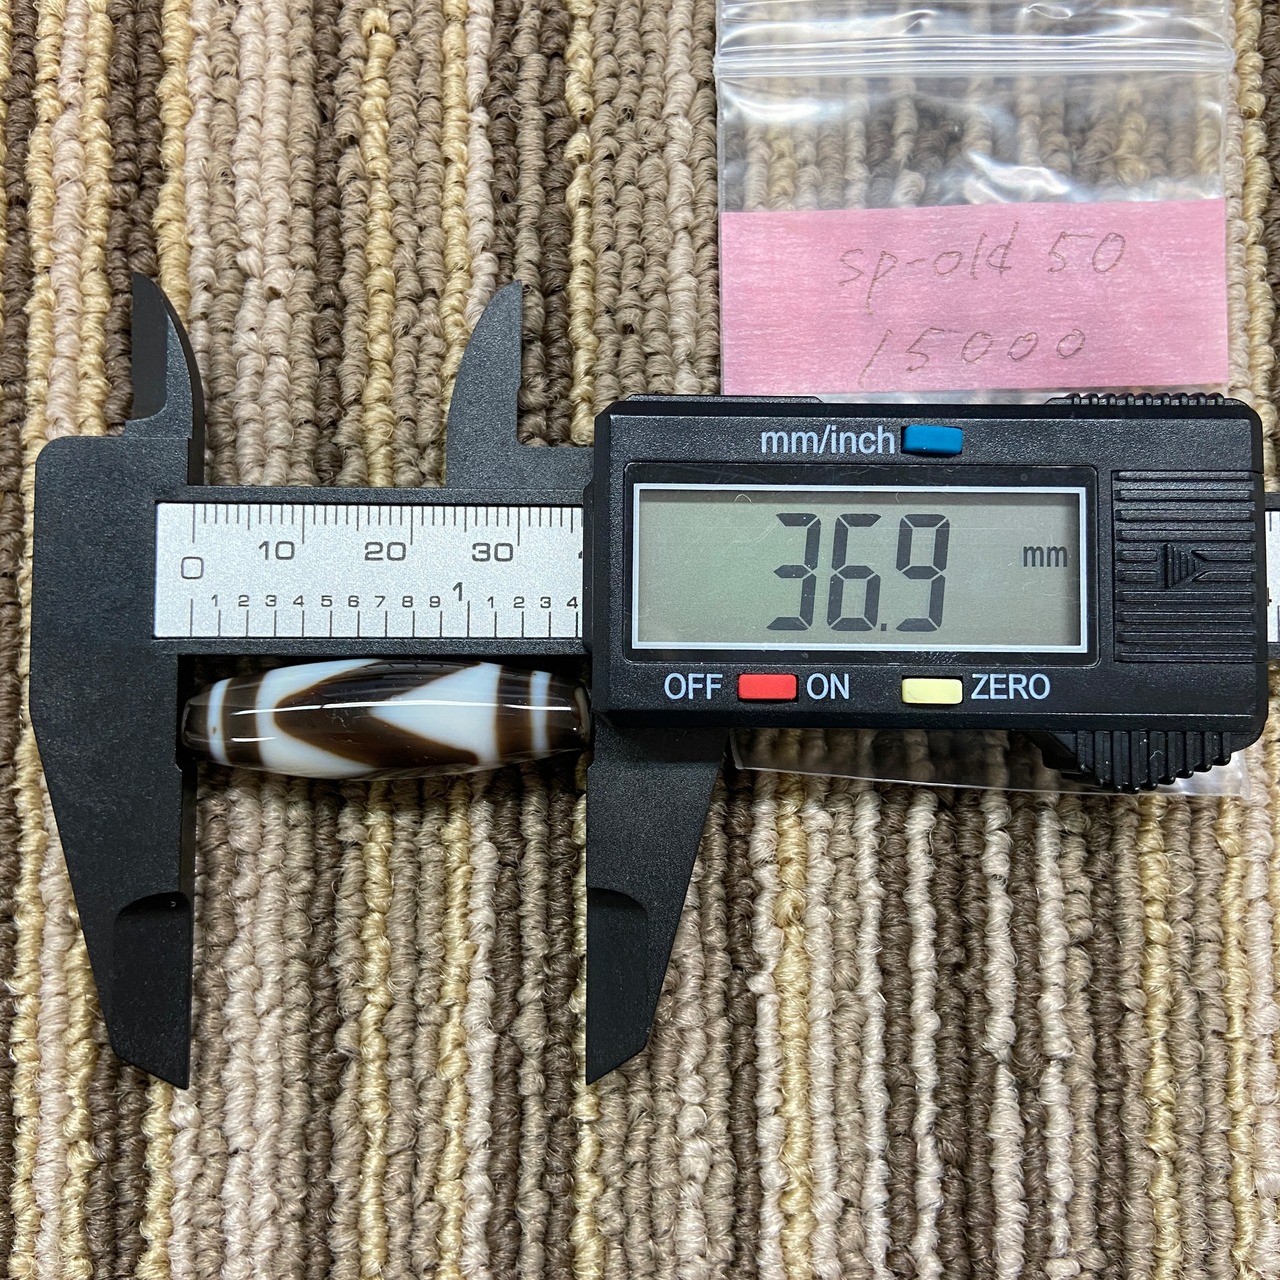 sp-old 50
15000
mm/inch
36.9 mm
OFF ON ZERO
0 10 20 30
1 2 3 4 5 6 7 8 9 1 1 2 3 4